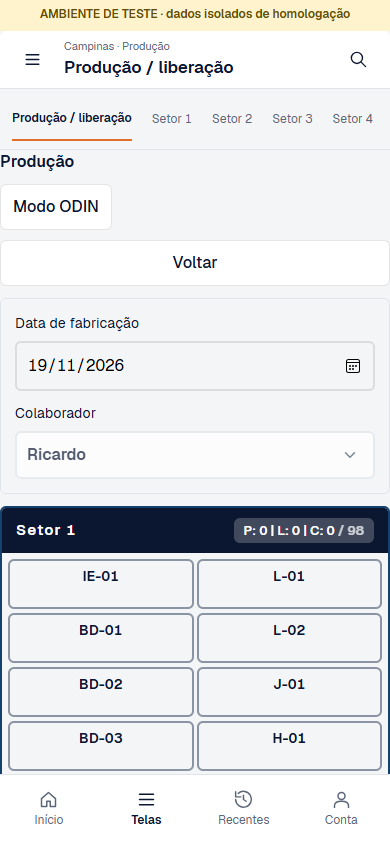 AMBIENTE DE TESTE · dados isolados de homologação
Campinas · Produção
Produção / liberação
Produção / liberação Setor 1 Setor 2 Setor 3 Setor 4
Produção
Modo ODIN
Voltar
Data de fabricação
19/11/2026
Colaborador
Ricardo
Setor 1 P: 0 | L: 0 | C: 0 / 98
IE-01 L-01
BD-01 L-02
BD-02 J-01
BD-03 H-01
Início Telas Recentes Conta